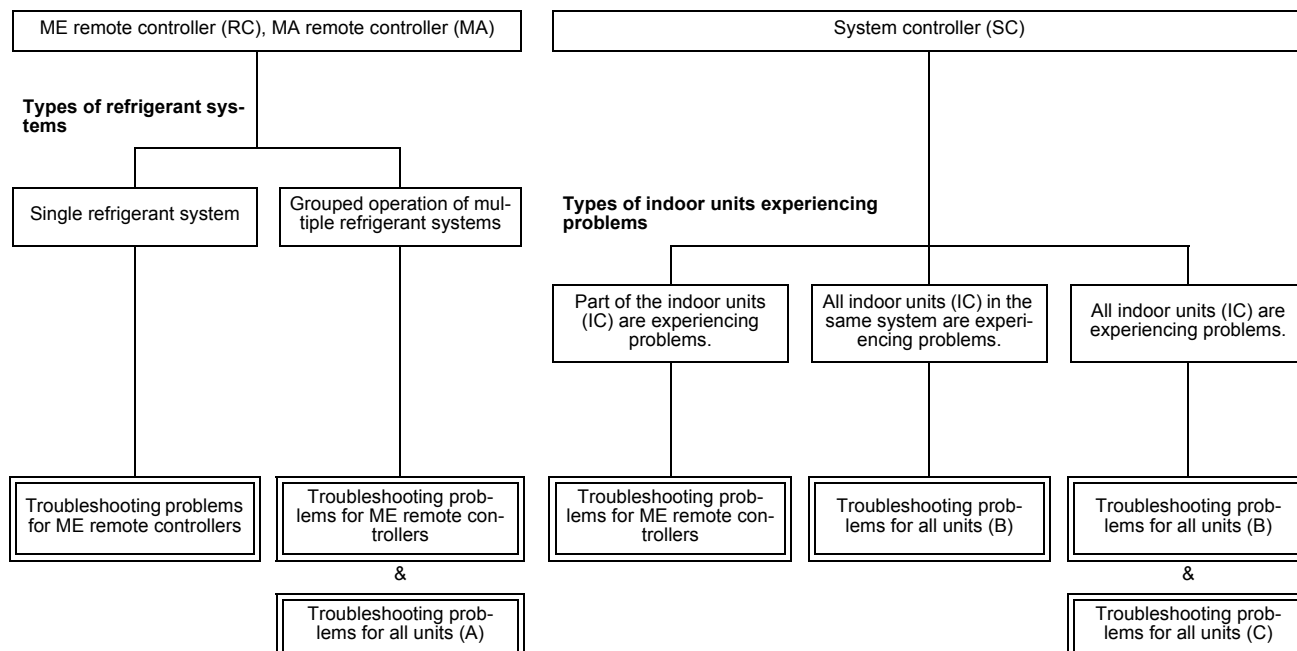 ME remote controller (RC), MA remote controller (MA)
System controller (SC)
Types of refrigerant sys-
tems
Single refrigerant system
Grouped operation of mul-
tiple refrigerant systems
Types of indoor units experiencing
problems
Part of the indoor units
(IC) are experiencing
problems.
All indoor units (IC) in the
same system are experi-
encing problems.
All indoor units (IC) are
experiencing problems.
Troubleshooting problems
for ME remote controllers
Troubleshooting prob-
lems for ME remote con-
trollers
&
Troubleshooting prob-
lems for all units (A)
Troubleshooting prob-
lems for ME remote con-
trollers
Troubleshooting prob-
lems for all units (B)
Troubleshooting prob-
lems for all units (B)
&
Troubleshooting prob-
lems for all units (C)